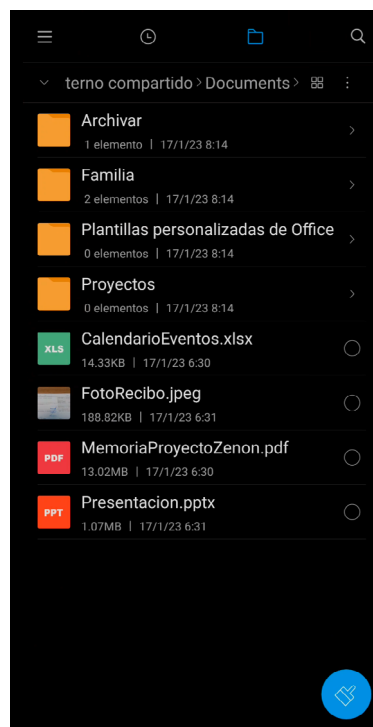 terno compartido > Documents >
Archivar
1 elemento | 17/1/23 8:14
Familia
2 elementos | 17/1/23 8:14
Plantillas personalizadas de Office
0 elementos | 17/1/23 8:14
Proyectos
0 elementos | 17/1/23 8:14
XLS CalendarioEventos.xlsx
14.33KB | 17/1/23 6:30
FotoRecibo.jpeg
188.82KB | 17/1/23 6:31
PDF MemoriaProyectoZenon.pdf
13.02MB | 17/1/23 6:30
PPT Presentacion.pptx
1.07MB | 17/1/23 6:31